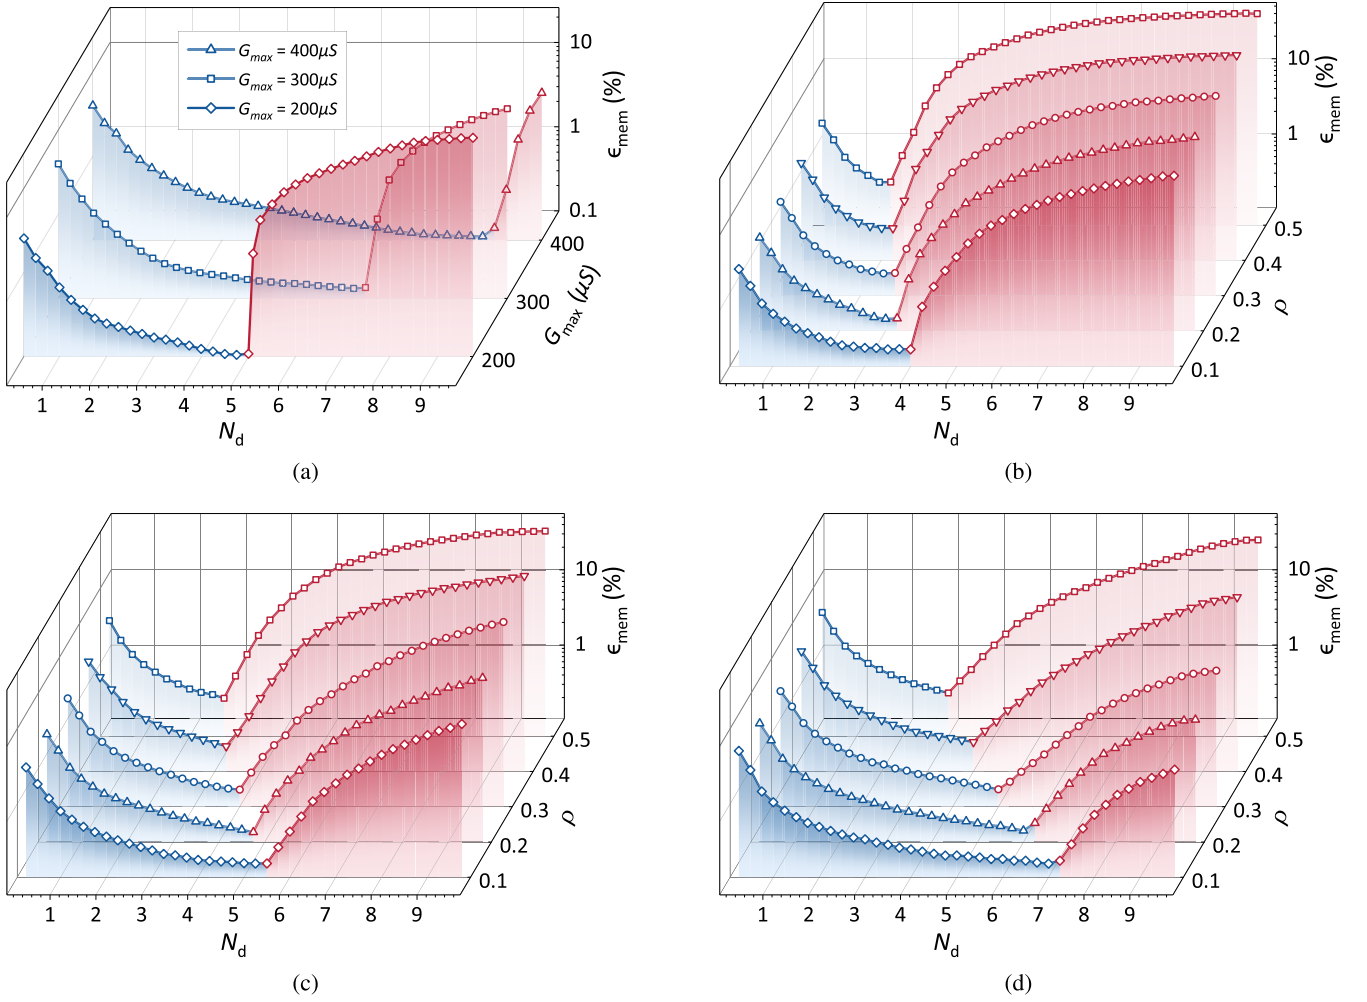 G_max = 400µS
G_max = 300µS
G_max = 200µS
10
1
0.1
ϵ_mem (%)
400
300
200
G_max (µS)
1 2 3 4 5 6 7 8 9
N_d
(a)
10
1
ϵ_mem (%)
0.5
0.4
0.3
0.2
0.1
ρ
1 2 3 4 5 6 7 8 9
N_d
(b)
10
1
ϵ_mem (%)
0.5
0.4
0.3
0.2
0.1
ρ
1 2 3 4 5 6 7 8 9
N_d
(c)
10
1
ϵ_mem (%)
0.5
0.4
0.3
0.2
0.1
ρ
1 2 3 4 5 6 7 8 9
N_d
(d)